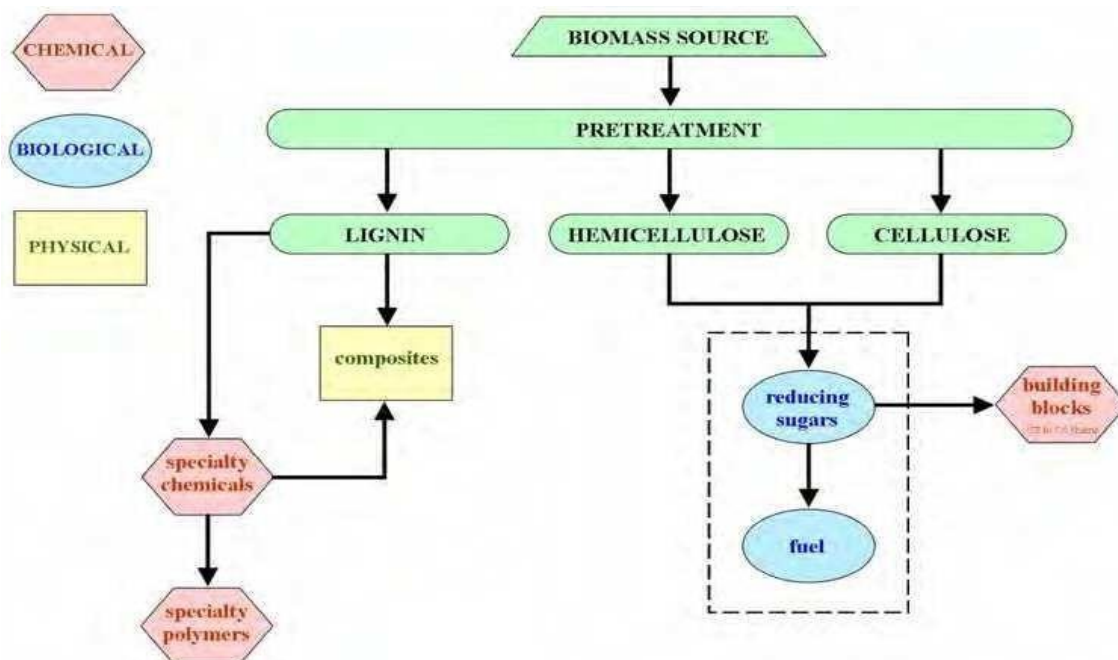 CHEMICAL
BIOLOGICAL
PHYSICAL
BIOMASS SOURCE
PRETREATMENT
LIGNIN
HEMICELLULOSE
CELLULOSE
composites
reducing
sugars
building
blocks
specialty
chemicals
fuel
specialty
polymers